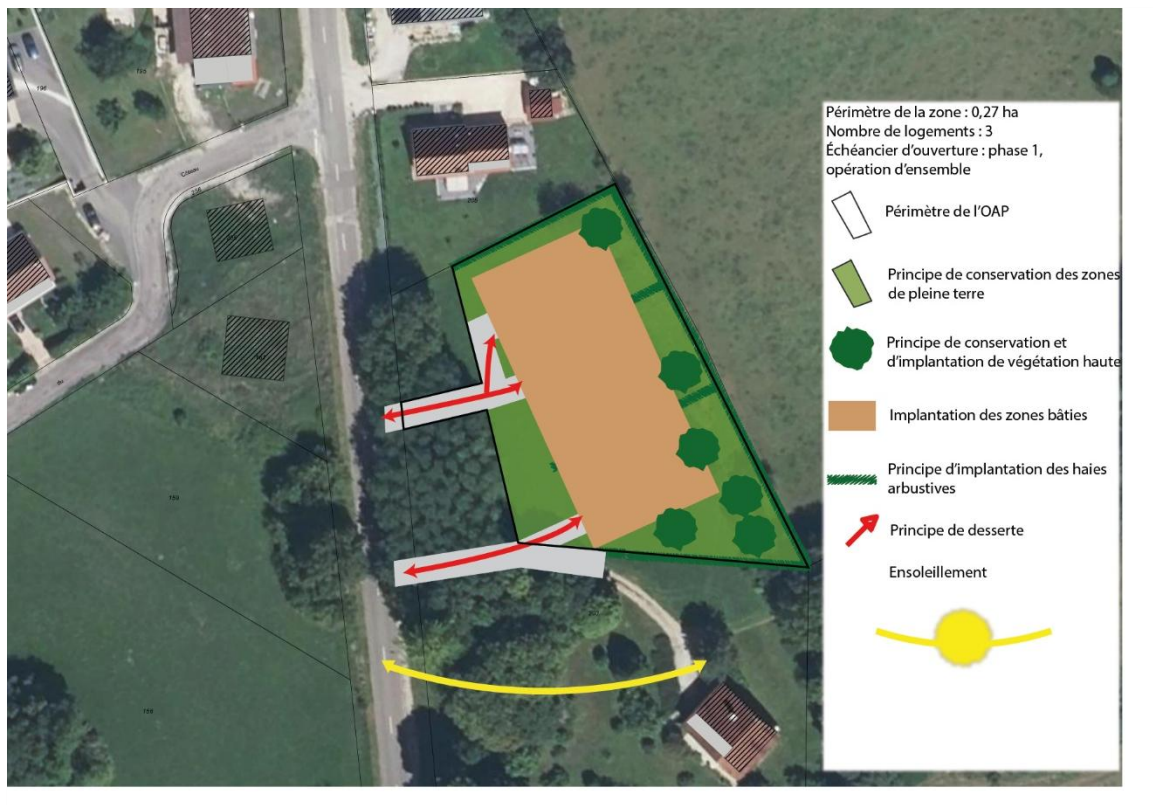 Périmètre de la zone : 0,27 ha
Nombre de logements : 3
Échéancier d'ouverture : phase 1,
opération d'ensemble
Périmètre de l'OAP
Principe de conservation des zones
de pleine terre
Principe de conservation et
d'implantation de végétation haute
Implantation des zones bâties
Principe d'implantation des haies
arbustives
Principe de desserte
Ensoleillement